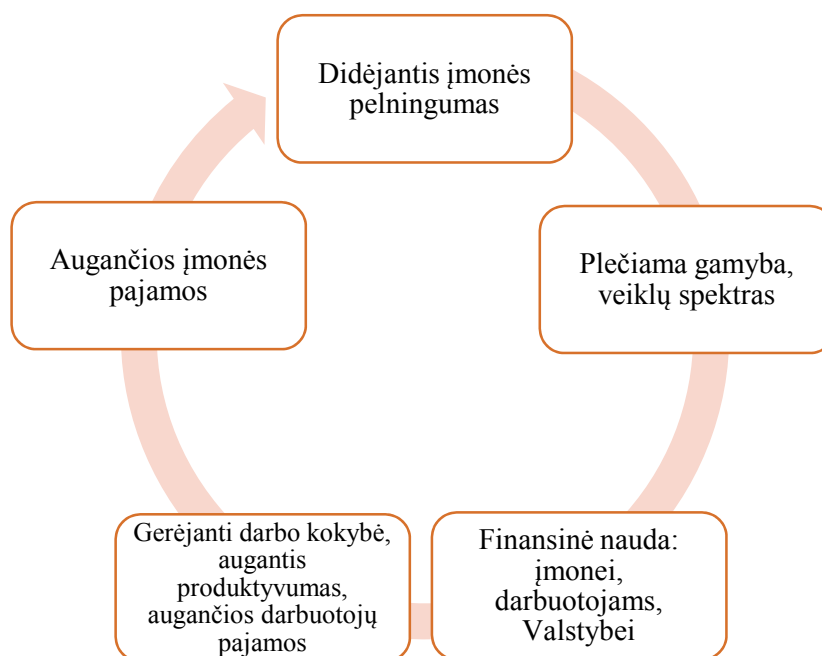 Didėjantis įmonės
pelningumas
Plečiama gamyba,
veiklų spektras
Finansinė nauda:
įmonei,
darbuotojams,
Valstybei
Gerėjanti darbo kokybė,
augantis
produktyvumas,
augančios darbuotojų
pajamos
Augančios įmonės
pajamos